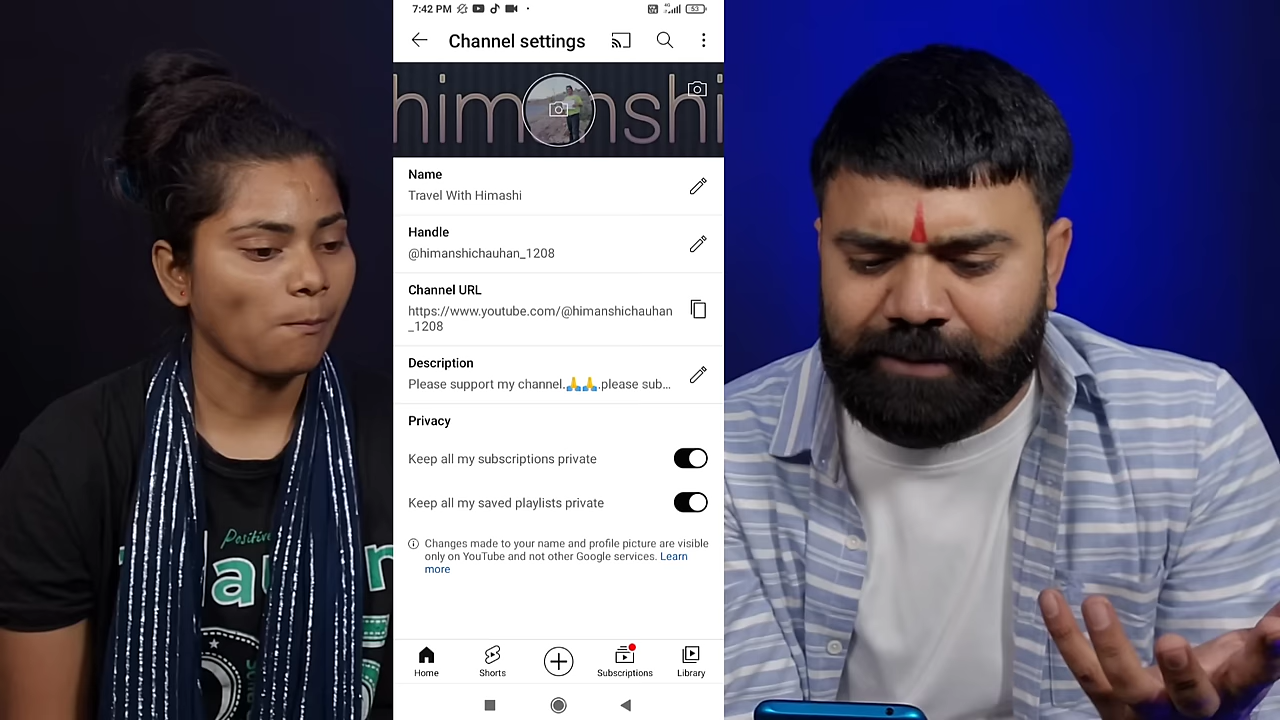 7:42 PM
53
Channel settings
himanshi
Name
Travel With Himashi
Handle
@himanshichauhan_1208
Channel URL
https://www.youtube.com/@himanshichauhan
_1208
Description
Please support my channel.🙏🙏.please sub...
Privacy
Keep all my subscriptions private
Keep all my saved playlists private
Changes made to your name and profile picture are visible
only on YouTube and not other Google services. Learn
more
Home
Shorts
Subscriptions
Library
Positive